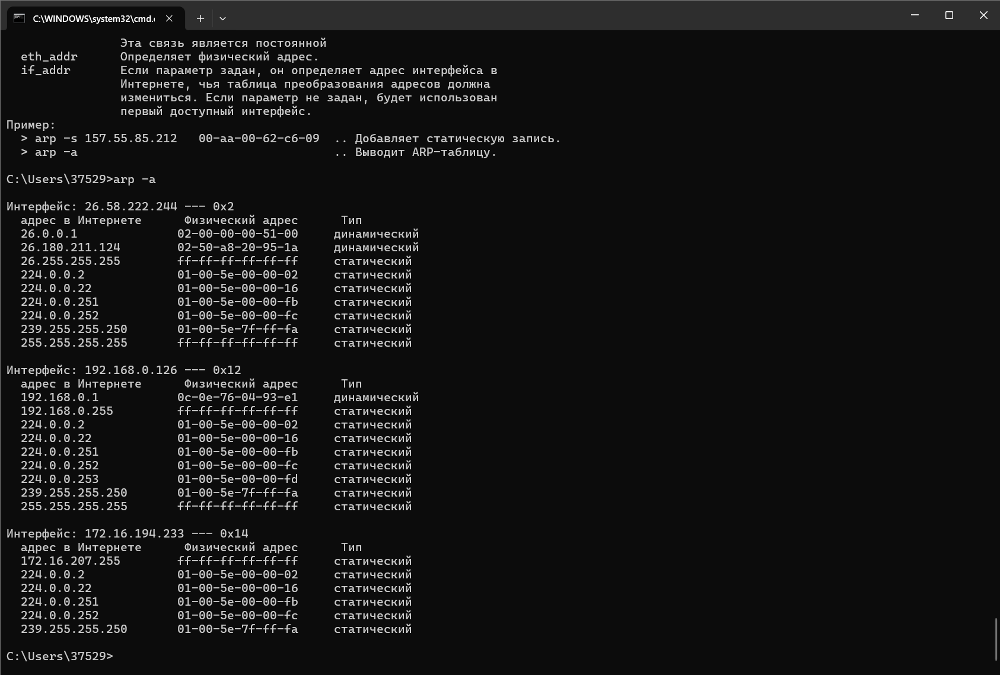 C:\WINDOWS\system32\cmd.
Эта связь является постоянной
eth_addr Определяет физический адрес.
if_addr Если параметр задан, он определяет адрес интерфейса в
Интернете, чья таблица преобразования адресов должна
измениться. Если параметр не задан, будет использован
первый доступный интерфейс.
Пример:
> arp -s 157.55.85.212 00-aa-00-62-c6-09 .. Добавляет статическую запись.
> arp -a .. Выводит ARP-таблицу.
C:\Users\37529>arp -a
Интерфейс: 26.58.222.244 --- 0x2
адрес в Интернете Физический адрес Тип
26.0.0.1 02-00-00-00-51-00 динамический
26.180.211.124 02-50-a8-20-95-1a динамический
26.255.255.255 ff-ff-ff-ff-ff-ff статический
224.0.0.2 01-00-5e-00-00-02 статический
224.0.0.22 01-00-5e-00-00-16 статический
224.0.0.251 01-00-5e-00-00-fb статический
224.0.0.252 01-00-5e-00-00-fc статический
239.255.255.250 01-00-5e-7f-ff-fa статический
255.255.255.255 ff-ff-ff-ff-ff-ff статический
Интерфейс: 192.168.0.126 --- 0x12
адрес в Интернете Физический адрес Тип
192.168.0.1 0c-0e-76-04-93-e1 динамический
192.168.0.255 ff-ff-ff-ff-ff-ff статический
224.0.0.2 01-00-5e-00-00-02 статический
224.0.0.22 01-00-5e-00-00-16 статический
224.0.0.251 01-00-5e-00-00-fb статический
224.0.0.252 01-00-5e-00-00-fc статический
224.0.0.253 01-00-5e-00-00-fd статический
239.255.255.250 01-00-5e-7f-ff-fa статический
255.255.255.255 ff-ff-ff-ff-ff-ff статический
Интерфейс: 172.16.194.233 --- 0x14
адрес в Интернете Физический адрес Тип
172.16.207.255 ff-ff-ff-ff-ff-ff статический
224.0.0.2 01-00-5e-00-00-02 статический
224.0.0.22 01-00-5e-00-00-16 статический
224.0.0.251 01-00-5e-00-00-fb статический
224.0.0.252 01-00-5e-00-00-fc статический
239.255.255.250 01-00-5e-7f-ff-fa статический
C:\Users\37529>